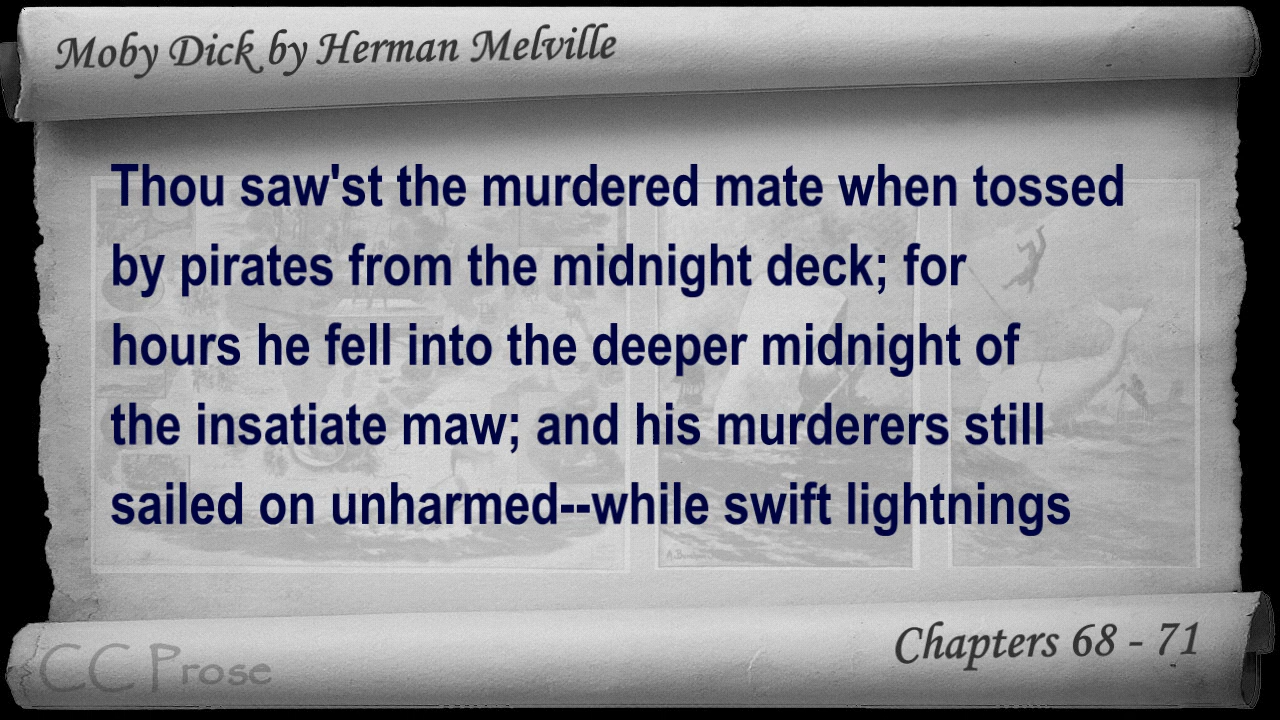 Moby Dick by Herman Melville
Thou saw'st the murdered mate when tossed
by pirates from the midnight deck; for
hours he fell into the deeper midnight of
the insatiate maw; and his murderers still
sailed on unharmed--while swift lightnings
Chapters 68 - 71
CC Prose